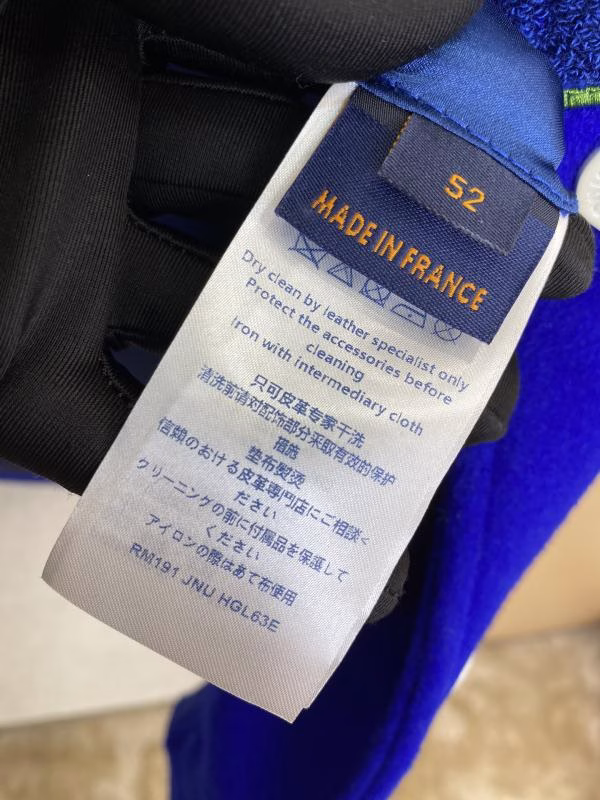 52
MADE IN FRANCE
Dry clean by leather specialist only
Protect the accessories before
cleaning
Iron with intermediary cloth
只可皮革专家干洗
清洗前请对配饰部分采取有效的保护
措施
垫布熨烫
信頼のおける皮革専門店にご相談く
ださい
クリーニングの前に付属品を保護して
ください
アイロンの際はあて布使用
RM191 JNU HGL63E